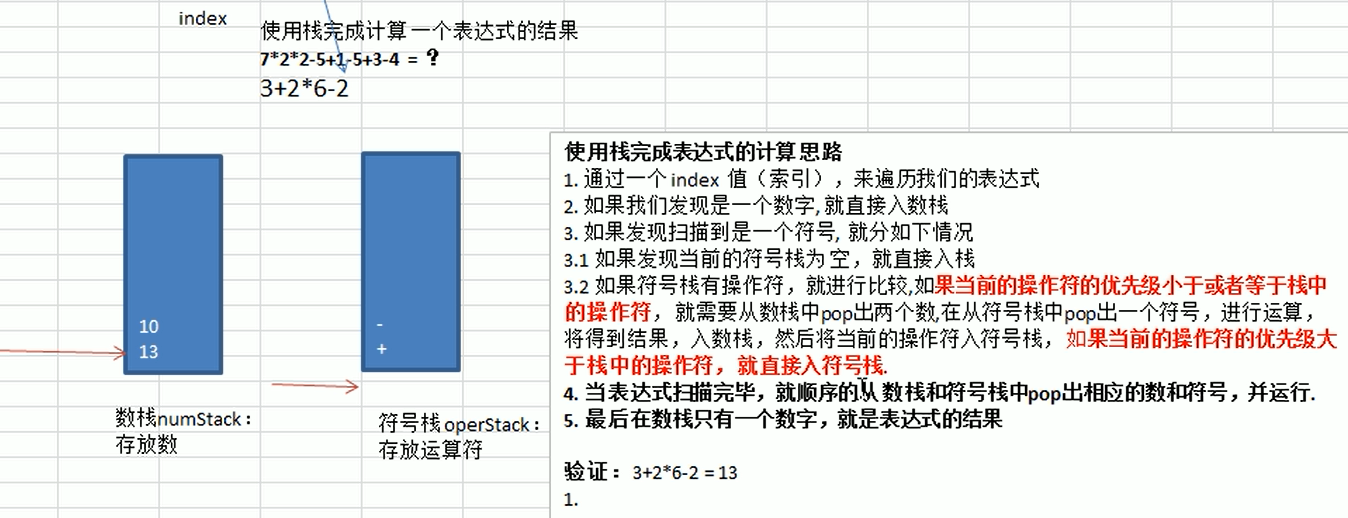 index
使用栈完成计算 一个表达式的结果
7*2*2-5+1-5+3-4 = ?
3+2*6-2
10
13
-
+
数栈numStack：
存放数
符号栈 operStack：
存放运算符
使用栈完成表达式的计算 思路
1. 通过一个 index 值（索引），来遍历我们的表达式
2. 如果我们发现是一个数字, 就直接入数栈
3. 如果发现扫描到是一个符号, 就分如下情况
3.1 如果发现当前的符号栈为 空，就直接入栈
3.2 如果符号栈有操作符，就进行比较,如果当前的操作符的优先级小于或者等于栈中
的操作符，就需要从数栈中pop出两个数,在从符号栈中pop出一个符号，进行运算，
将得到结果，入数栈，然后将当前的操作符入符号栈，如果当前的操作符的优先级大
于栈中的操作符，就直接入符号栈.
4. 当表达式扫描完毕，就顺序的从 数栈和符号栈中pop出相应的数和符号，并运行.
5. 最后在数栈只有一个数字，就是表达式的结果
验证：3+2*6-2 = 13
1.